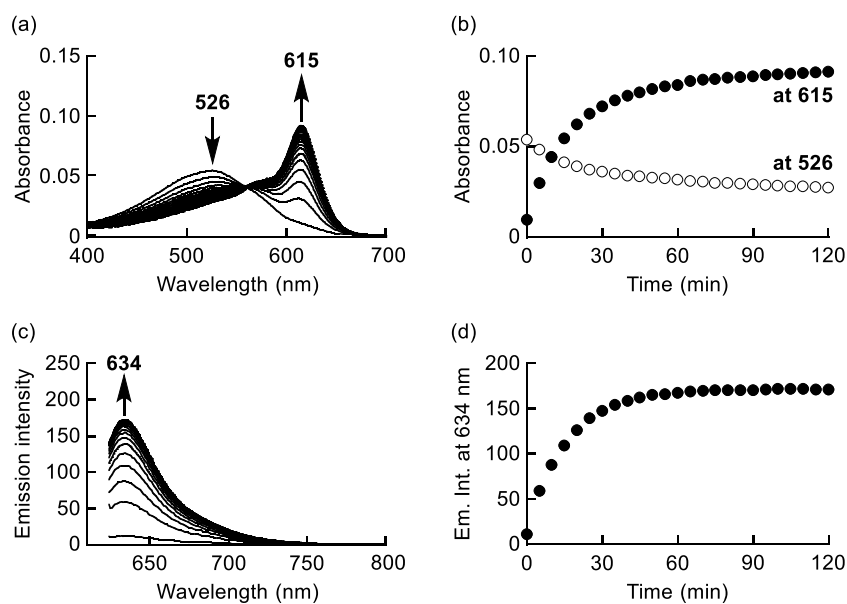 (a)
0.15
0.10
0.05
0
Absorbance
526
615
400
500
600
700
Wavelength (nm)
(b)
0.10
0.05
0
Absorbance
at 615
at 526
0
30
60
90
120
Time (min)
(c)
250
200
150
100
50
0
Emission intensity
634
650
700
750
800
Wavelength (nm)
(d)
200
150
100
50
0
Em. Int. at 634 nm
0
30
60
90
120
Time (min)